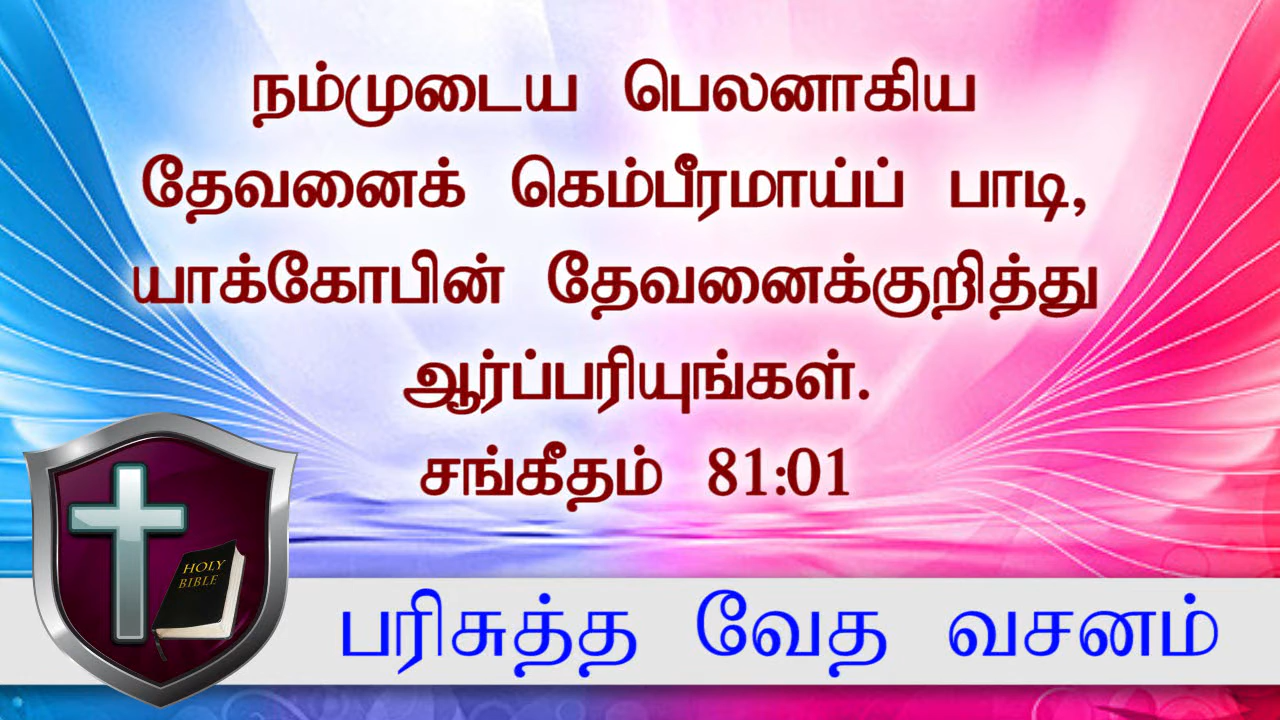 நம்முடைய பெலனாகிய
தேவனைக் கெம்பீரமாய்ப் பாடி,
யாக்கோபின் தேவனைக்குறித்து
ஆர்ப்பரியுங்கள்.
சங்கீதம் 81:01
HOLY
BIBLE
பரிசுத்த வேத வசனம்